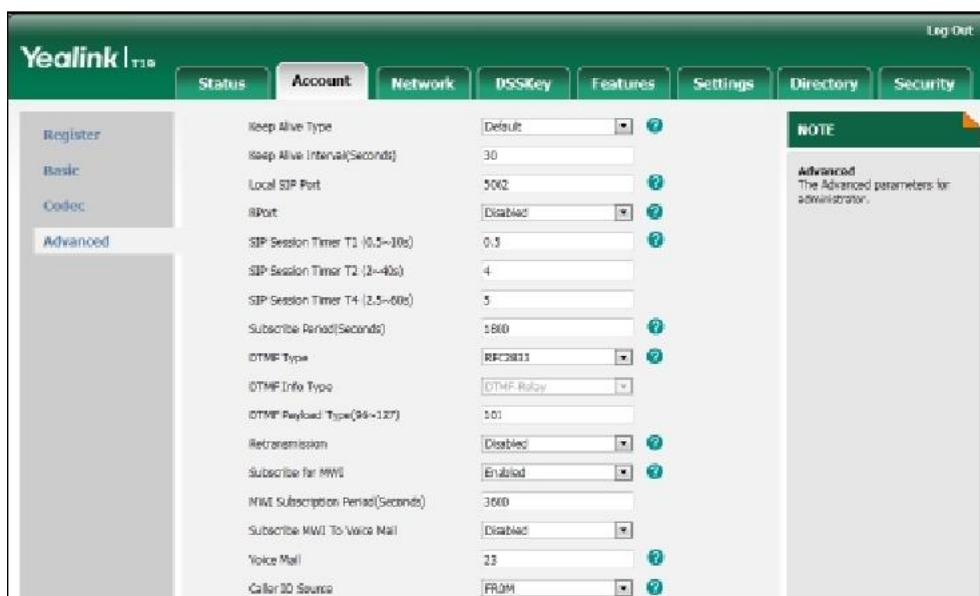 Log Out
Yealink T19
Status Account Network DSSKey Features Settings Directory Security
Register
Basic
Codec
Advanced
Keep Alive Type Default
Keep Alive Interval(Seconds) 30
Local SIP Port 5062
RPort Disabled
SIP Session Timer T1 (0.5~10s) 0.5
SIP Session Timer T2 (2~40s) 4
SIP Session Timer T4 (2.5~60s) 5
Subscribe Period(Seconds) 1800
DTMF Type RFC2833
DTMF Info Type DTMF-Relay
DTMF Payload Type(96~127) 101
Retransmission Disabled
Subscribe for MWI Enabled
MWI Subscription Period(Seconds) 3600
Subscribe MWI To Voice Mail Disabled
Voice Mail 23
Caller ID Source FROM
NOTE
Advanced
The Advanced parameters for
administrator.